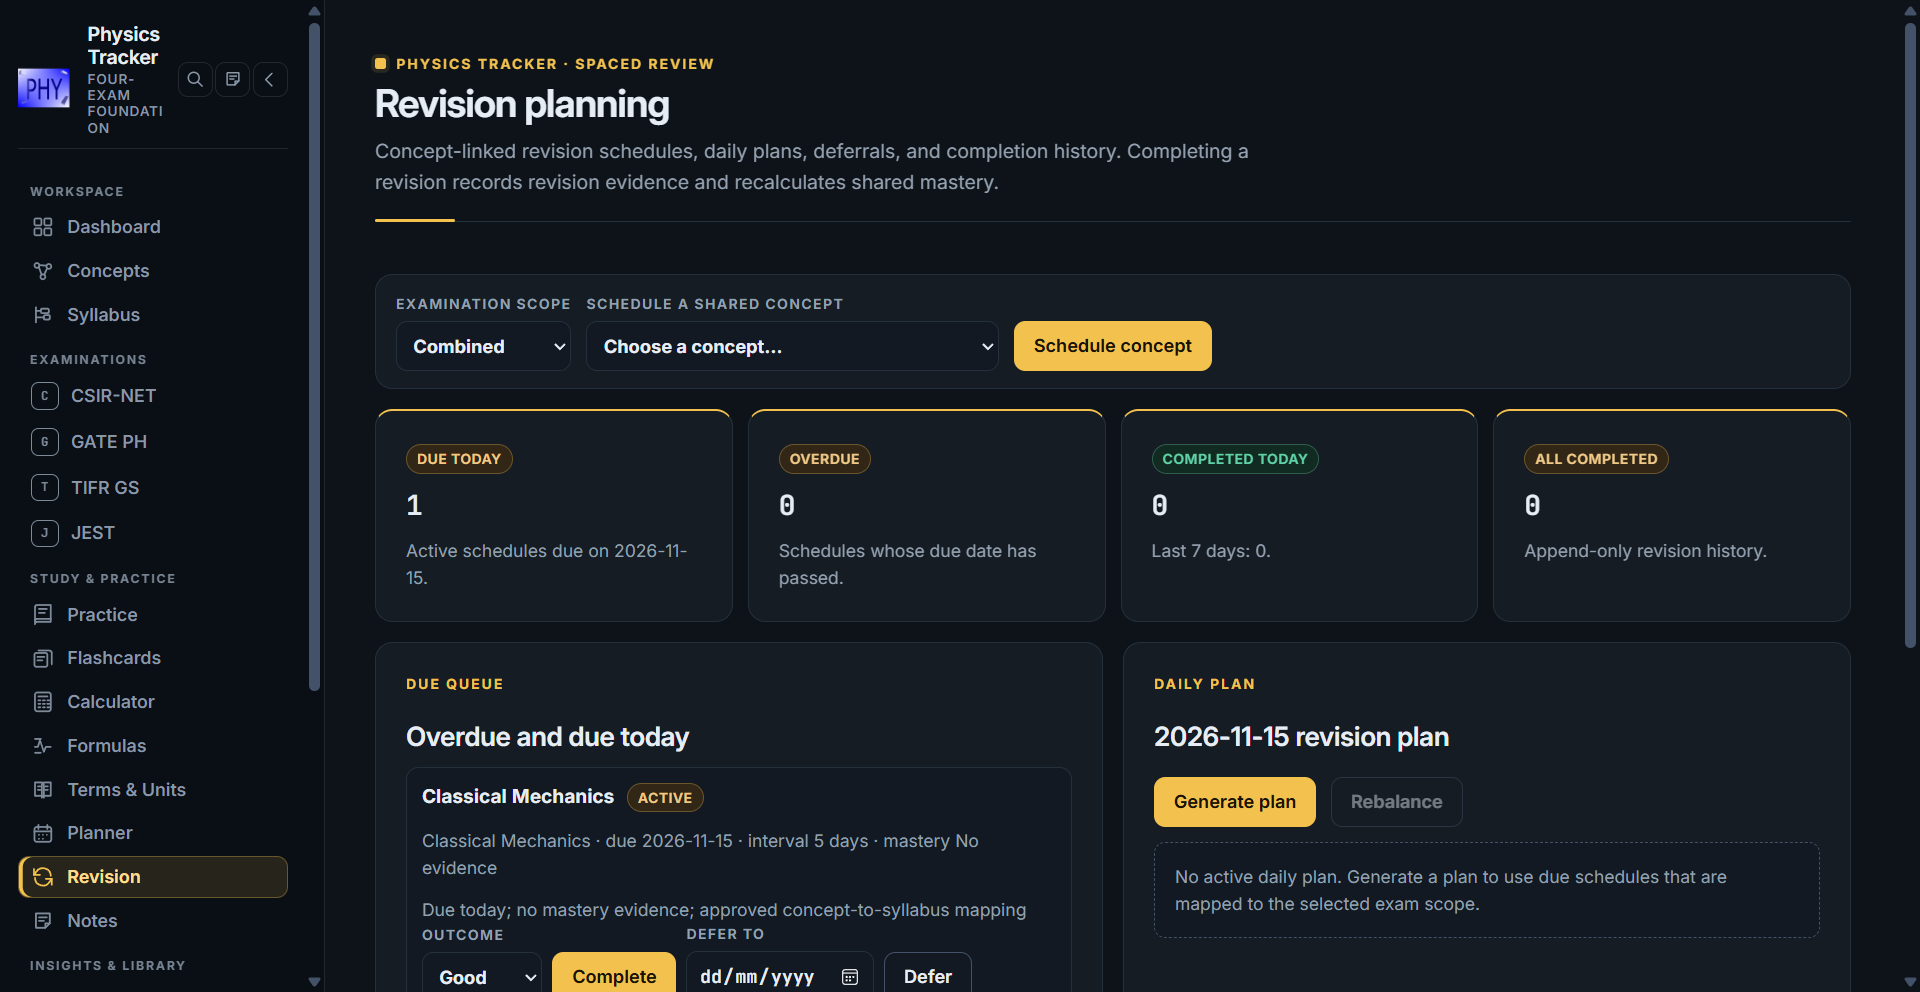 Physics
Tracker
FOUR-
EXAM
FOUNDATI
ON
PHY
WORKSPACE
Dashboard
Concepts
Syllabus
EXAMINATIONS
C CSIR-NET
G GATE PH
T TIFR GS
J JEST
STUDY & PRACTICE
Practice
Flashcards
Calculator
Formulas
Terms & Units
Planner
Revision
Notes
INSIGHTS & LIBRARY
PHYSICS TRACKER · SPACED REVIEW
Revision planning
Concept-linked revision schedules, daily plans, deferrals, and completion history. Completing a
revision records revision evidence and recalculates shared mastery.
EXAMINATION SCOPE SCHEDULE A SHARED CONCEPT
Combined Choose a concept... Schedule concept
DUE TODAY
1
Active schedules due on 2026-11-
15.
OVERDUE
0
Schedules whose due date has
passed.
COMPLETED TODAY
0
Last 7 days: 0.
ALL COMPLETED
0
Append-only revision history.
DUE QUEUE
Overdue and due today
Classical Mechanics ACTIVE
Classical Mechanics · due 2026-11-15 · interval 5 days · mastery No
evidence
Due today; no mastery evidence; approved concept-to-syllabus mapping
OUTCOME DEFER TO
Good Complete dd/mm/yyyy Defer
DAILY PLAN
2026-11-15 revision plan
Generate plan Rebalance
No active daily plan. Generate a plan to use due schedules that are
mapped to the selected exam scope.